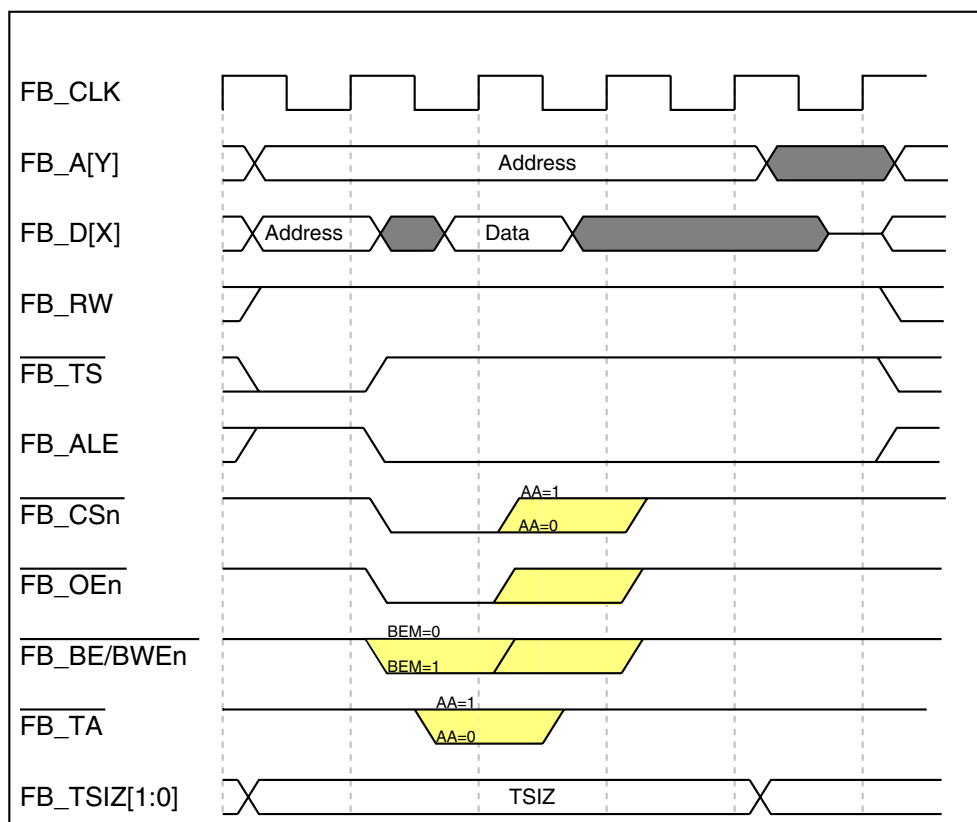 FB_CLK
FB_A[Y] Address
FB_D[X] Address Data
FB_RW
FB_TS
FB_ALE
FB_CSn AA=1
AA=0
FB_OEn
FB_BE/BWEn BEM=0
BEM=1
FB_TA AA=1
AA=0
FB_TSIZ[1:0] TSIZ